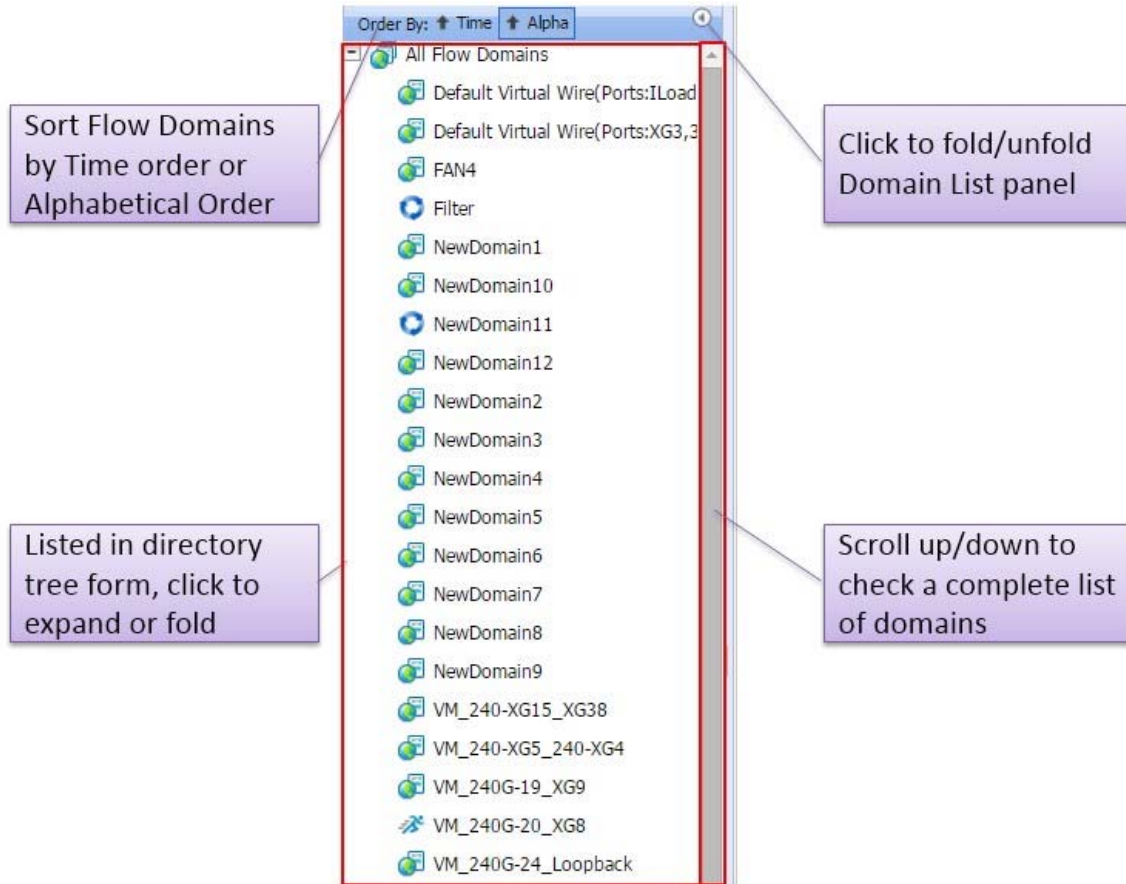 Order By: Time Alpha
All Flow Domains
Default Virtual Wire(Ports:ILoad
Default Virtual Wire(Ports:XG3,3
FAN4
Filter
NewDomain1
NewDomain10
NewDomain11
NewDomain12
NewDomain2
NewDomain3
NewDomain4
NewDomain5
NewDomain6
NewDomain7
NewDomain8
NewDomain9
VM_240-XG15_XG38
VM_240-XG5_240-XG4
VM_240G-19_XG9
VM_240G-20_XG8
VM_240G-24_Loopback
Sort Flow Domains
by Time order or
Alphabetical Order
Listed in directory
tree form, click to
expand or fold
Click to fold/unfold
Domain List panel
Scroll up/down to
check a complete list
of domains